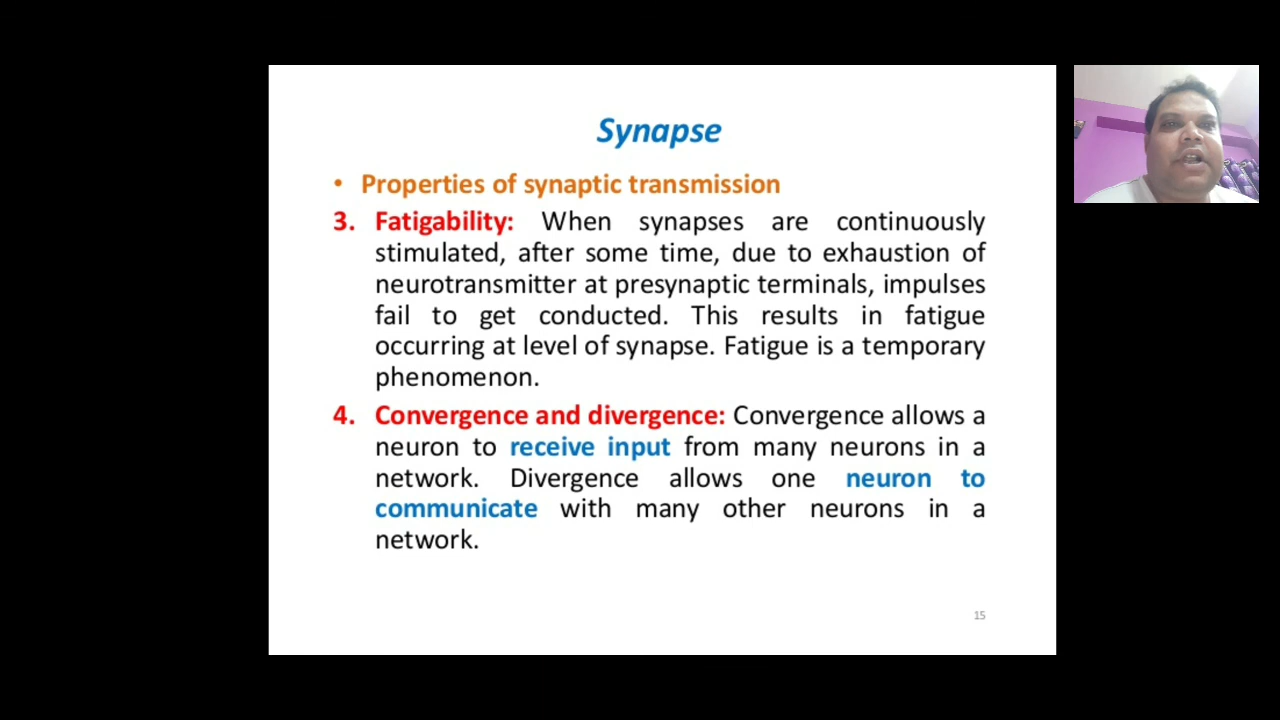 Synapse
• Properties of synaptic transmission
3. Fatigability: When synapses are continuously
stimulated, after some time, due to exhaustion of
neurotransmitter at presynaptic terminals, impulses
fail to get conducted. This results in fatigue
occurring at level of synapse. Fatigue is a temporary
phenomenon.
4. Convergence and divergence: Convergence allows a
neuron to receive input from many neurons in a
network. Divergence allows one neuron to
communicate with many other neurons in a
network.
15